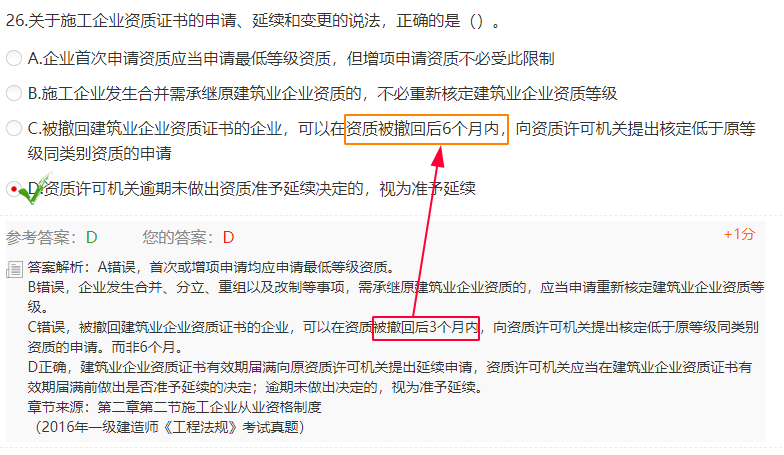 26.关于施工企业资质证书的申请、延续和变更的说法，正确的是（）。
A.企业首次申请资质应当申请最低等级资质，但增项申请资质不必受此限制
B.施工企业发生合并需承继原建筑业企业资质的，不必重新核定建筑业企业资质等级
C.被撤回建筑业企业资质证书的企业，可以在资质被撤回后6个月内，向资质许可机关提出核定低于原等
级同类别资质的申请
D.资质许可机关逾期未做出资质准予延续决定的，视为准予延续
参考答案：D 您的答案：D +1分
答案解析：A错误，首次或增项申请均应申请最低等级资质。
B错误，企业发生合并、分立、重组以及改制等事项，需承继原建筑业企业资质的，应当申请重新核定建筑业企业资质等
级。
C错误，被撤回建筑业企业资质证书的企业，可以在资质被撤回后3个月内，向资质许可机关提出核定低于原等级同类别
资质的申请。而非6个月。
D正确，建筑业企业资质证书有效期届满向原资质许可机关提出延续申请，资质许可机关应当在建筑业企业资质证书有
效期届满前做出是否准予延续的决定；逾期未做出决定的，视为准予延续。
章节来源：第二章第二节施工企业从业资格制度
（2016年一级建造师《工程法规》考试真题）